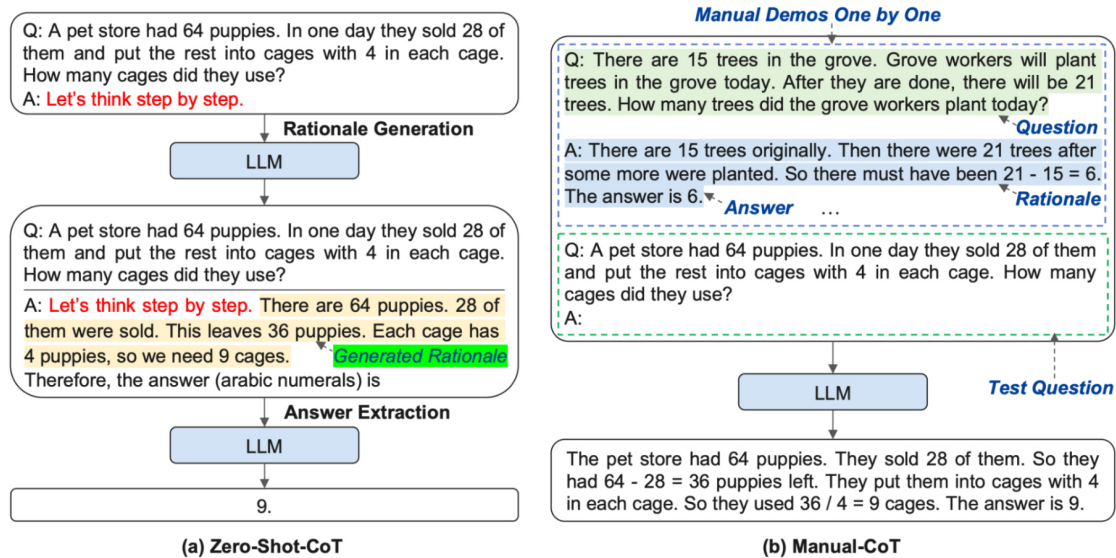 Q: A pet store had 64 puppies. In one day they sold 28 of
them and put the rest into cages with 4 in each cage.
How many cages did they use?
A: Let's think step by step.
Rationale Generation
LLM
Q: A pet store had 64 puppies. In one day they sold 28 of
them and put the rest into cages with 4 in each cage.
How many cages did they use?
A: Let's think step by step. There are 64 puppies. 28 of
them were sold. This leaves 36 puppies. Each cage has
4 puppies, so we need 9 cages.
Generated Rationale
Therefore, the answer (arabic numerals) is
Answer Extraction
LLM
9.
(a) Zero-Shot-CoT
Manual Demos One by One
Q: There are 15 trees in the grove. Grove workers will plant
trees in the grove today. After they are done, there will be 21
trees. How many trees did the grove workers plant today?
Question
A: There are 15 trees originally. Then there were 21 trees after
some more were planted. So there must have been 21 - 15 = 6.
The answer is 6.
Rationale
Answer
...
Q: A pet store had 64 puppies. In one day they sold 28 of them
and put the rest into cages with 4 in each cage. How many
cages did they use?
A:
Test Question
LLM
The pet store had 64 puppies. They sold 28 of them. So they
had 64 - 28 = 36 puppies left. They put them into cages with 4
in each cage. So they used 36 / 4 = 9 cages. The answer is 9.
(b) Manual-CoT